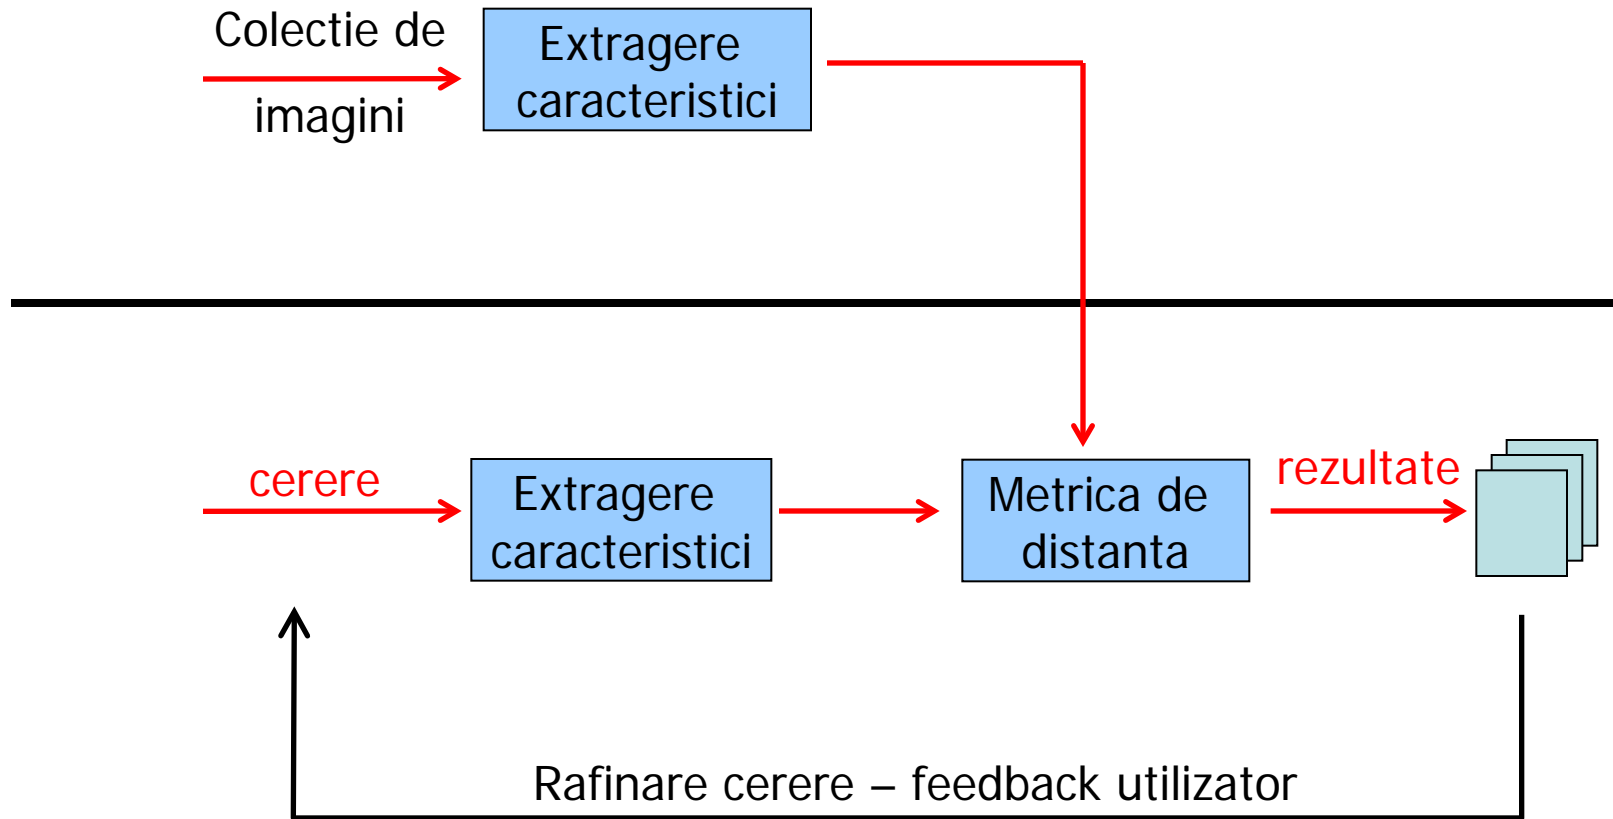 Colectie de
imagini
Extragere
caracteristici
cerere
Extragere
caracteristici
Metrica de
distanta
rezultate
Rafinare cerere – feedback utilizator